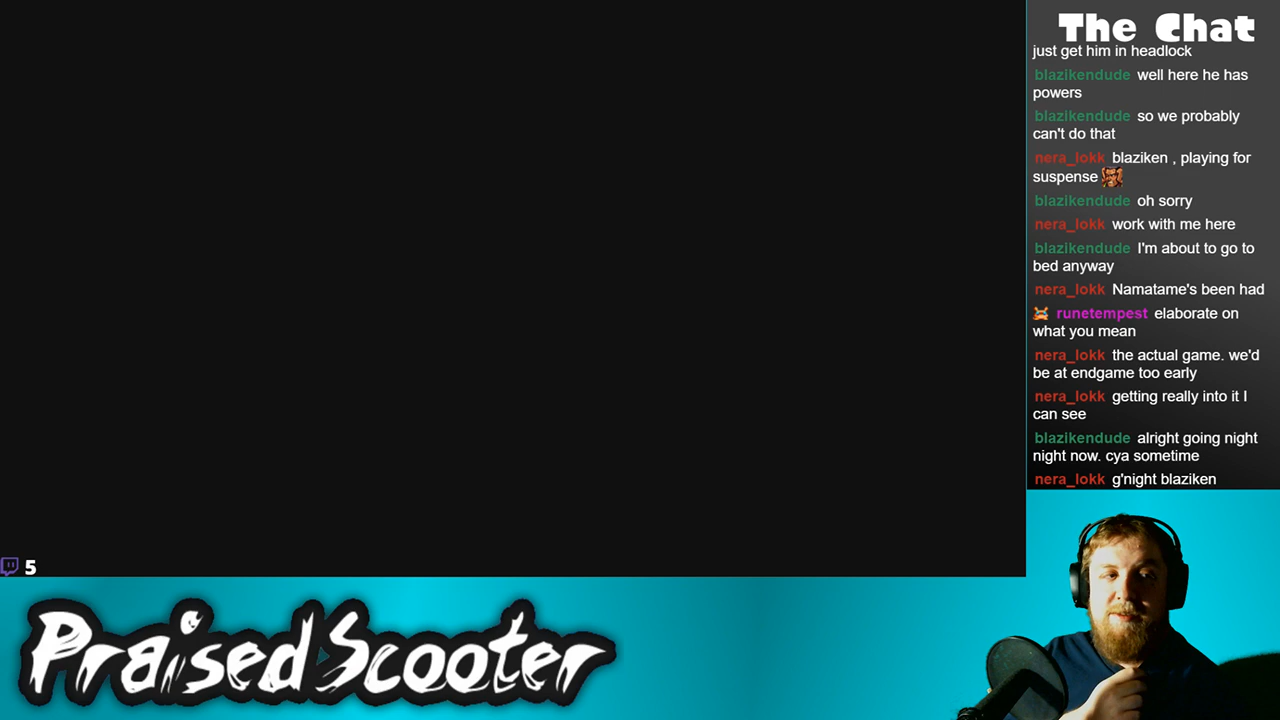 The Chat
just get him in headlock
blazikendude well here he has
powers
blazikendude so we probably
can't do that
nera_lokk blaziken , playing for
suspense
blazikendude oh sorry
nera_lokk work with me here
blazikendude I'm about to go to
bed anyway
nera_lokk Namatame's been had
runetempest elaborate on
what you mean
nera_lokk the actual game. we'd
be at endgame too early
nera_lokk getting really into it I
can see
blazikendude alright going night
night now. cya sometime
nera_lokk g'night blaziken
5
PraisedScooter